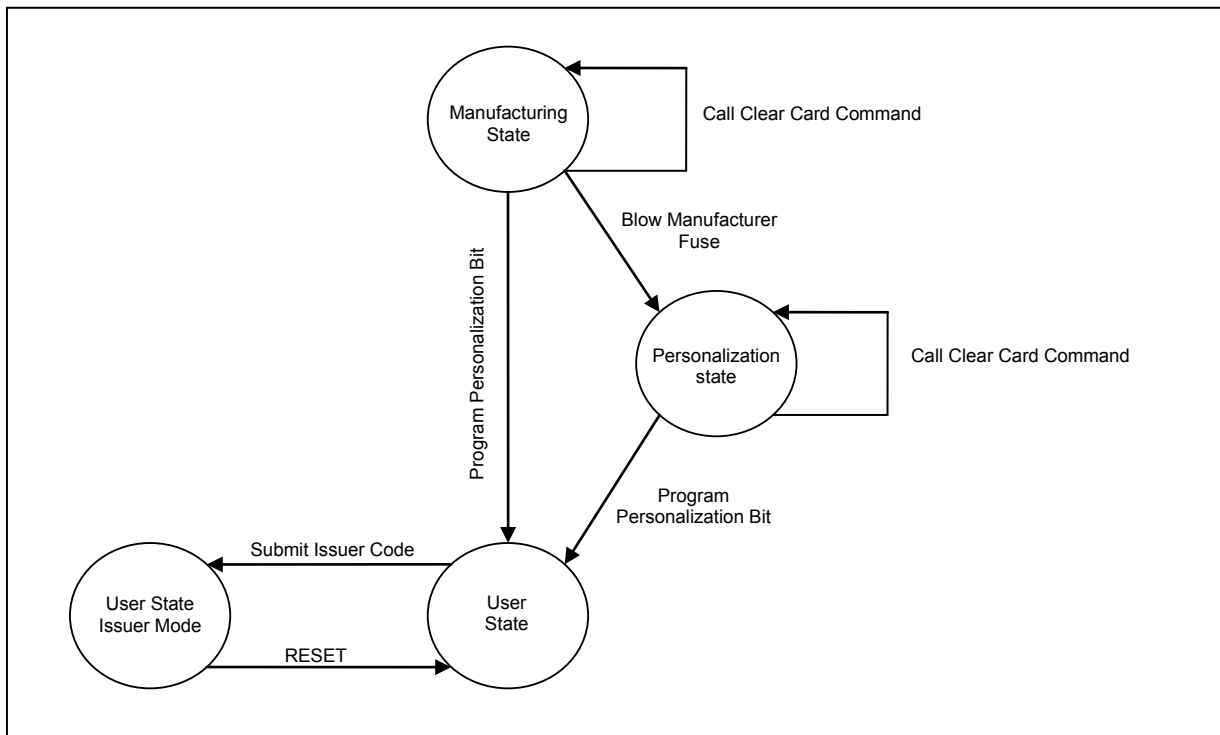 Manufacturing
State
Call Clear Card Command
Blow Manufacturer
Fuse
Program Personalization Bit
Personalization
state
Call Clear Card Command
Program
Personalization Bit
Submit Issuer Code
User State
Issuer Mode
User
State
RESET